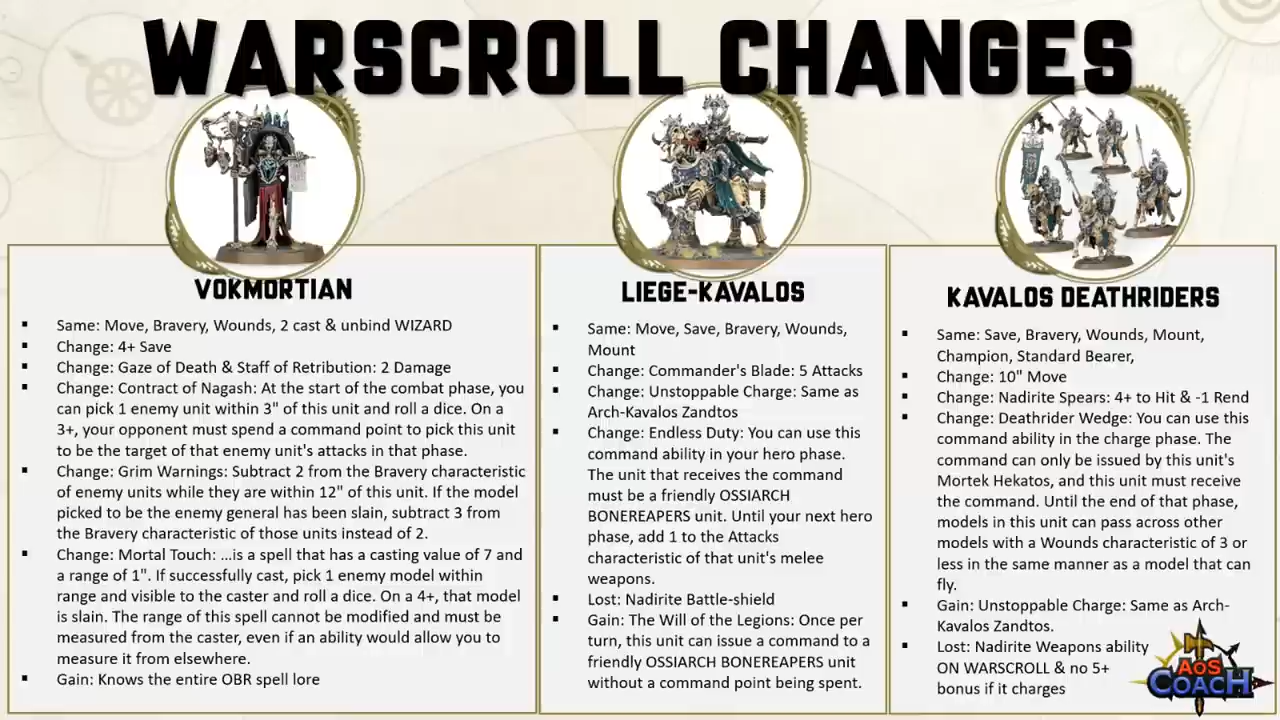 WARSCROLL CHANGES
VOKMORTIAN
▪ Same: Move, Bravery, Wounds, 2 cast & unbind WIZARD
▪ Change: 4+ Save
▪ Change: Gaze of Death & Staff of Retribution: 2 Damage
▪ Change: Contract of Nagash: At the start of the combat phase, you
can pick 1 enemy unit within 3" of this unit and roll a dice. On a
3+, your opponent must spend a command point to pick this unit
to be the target of that enemy unit's attacks in that phase.
▪ Change: Grim Warnings: Subtract 2 from the Bravery characteristic
of enemy units while they are within 12" of this unit. If the model
picked to be the enemy general has been slain, subtract 3 from
the Bravery characteristic of those units instead of 2.
▪ Change: Mortal Touch: ...is a spell that has a casting value of 7 and
a range of 1". If successfully cast, pick 1 enemy model within
range and visible to the caster and roll a dice. On a 4+, that model
is slain. The range of this spell cannot be modified and must be
measured from the caster, even if an ability would allow you to
measure it from elsewhere.
▪ Gain: Knows the entire OBR spell lore
LIEGE-KAVALOS
▪ Same: Move, Save, Bravery, Wounds,
Mount
▪ Change: Commander's Blade: 5 Attacks
▪ Change: Unstoppable Charge: Same as
Arch-Kavalos Zandtos
▪ Change: Endless Duty: You can use this
command ability in your hero phase.
The unit that receives the command
must be a friendly OSSIARCH
BONEREAPERS unit. Until your next hero
phase, add 1 to the Attacks
characteristic of that unit's melee
weapons.
▪ Lost: Nadirite Battle-shield
▪ Gain: The Will of the Legions: Once per
turn, this unit can issue a command to a
friendly OSSIARCH BONEREAPERS unit
without a command point being spent.
KAVALOS DEATHRIDERS
▪ Same: Save, Bravery, Wounds, Mount,
Champion, Standard Bearer,
▪ Change: 10" Move
▪ Change: Nadirite Spears: 4+ to Hit & -1 Rend
▪ Change: Deathrider Wedge: You can use this
command ability in the charge phase. The
command can only be issued by this unit's
Mortek Hekatos, and this unit must receive
the command. Until the end of that phase,
models in this unit can pass across other
models with a Wounds characteristic of 3 or
less in the same manner as a model that can
fly.
▪ Gain: Unstoppable Charge: Same as Arch-
Kavalos Zandtos.
▪ Lost: Nadirite Weapons ability
ON WARSCROLL & no 5+
bonus if it charges
AoS
COACH